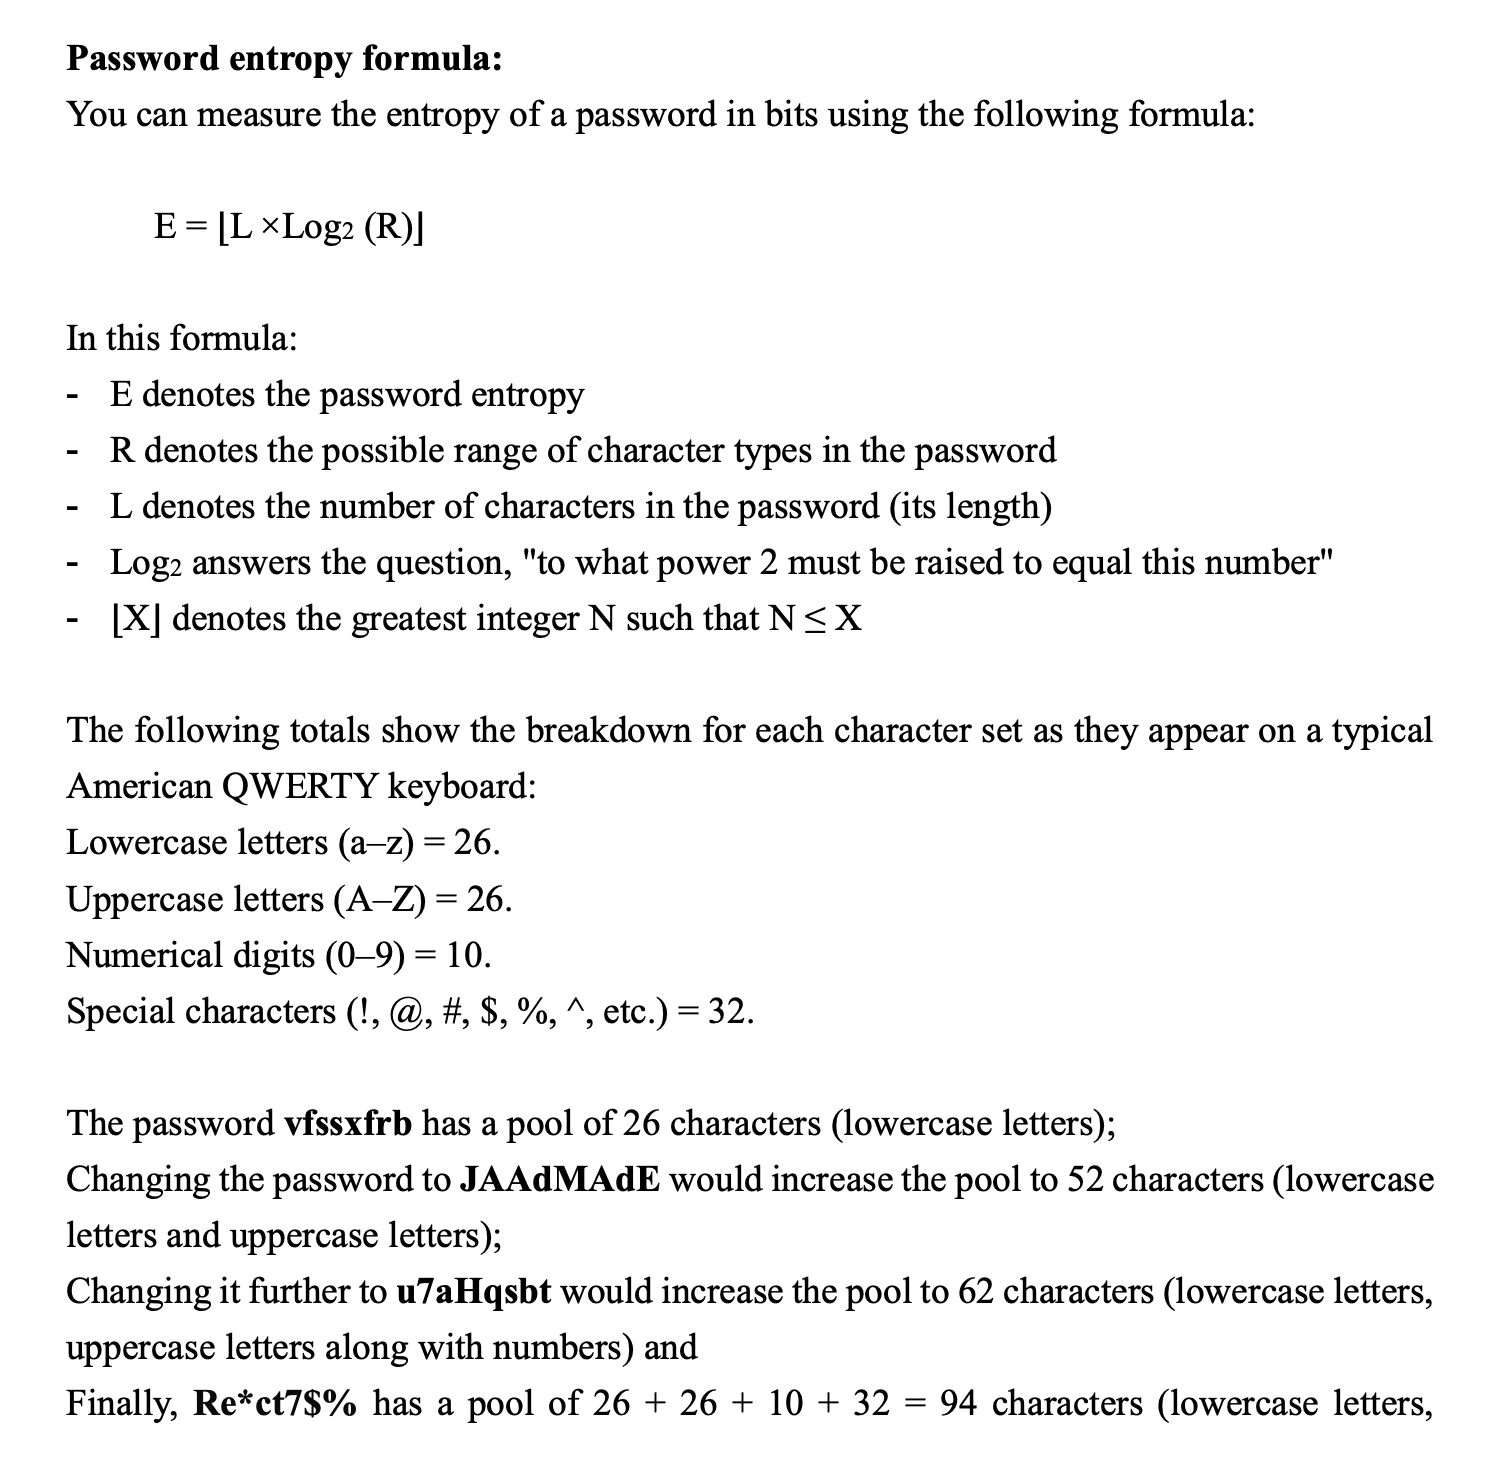 Password entropy formula:
You can measure the entropy of a password in bits using the following formula:
E = ⌊L ×Log₂ (R)⌋
In this formula:
- E denotes the password entropy
- R denotes the possible range of character types in the password
- L denotes the number of characters in the password (its length)
- Log₂ answers the question, "to what power 2 must be raised to equal this number"
- ⌊X⌋ denotes the greatest integer N such that N ≤ X
The following totals show the breakdown for each character set as they appear on a typical
American QWERTY keyboard:
Lowercase letters (a–z) = 26.
Uppercase letters (A–Z) = 26.
Numerical digits (0–9) = 10.
Special characters (!, @, #, $, %, ^, etc.) = 32.
The password vfssxfrb has a pool of 26 characters (lowercase letters);
Changing the password to JAAdMAdE would increase the pool to 52 characters (lowercase
letters and uppercase letters);
Changing it further to u7aHqsbt would increase the pool to 62 characters (lowercase letters,
uppercase letters along with numbers) and
Finally, Re*ct7$% has a pool of 26 + 26 + 10 + 32 = 94 characters (lowercase letters,